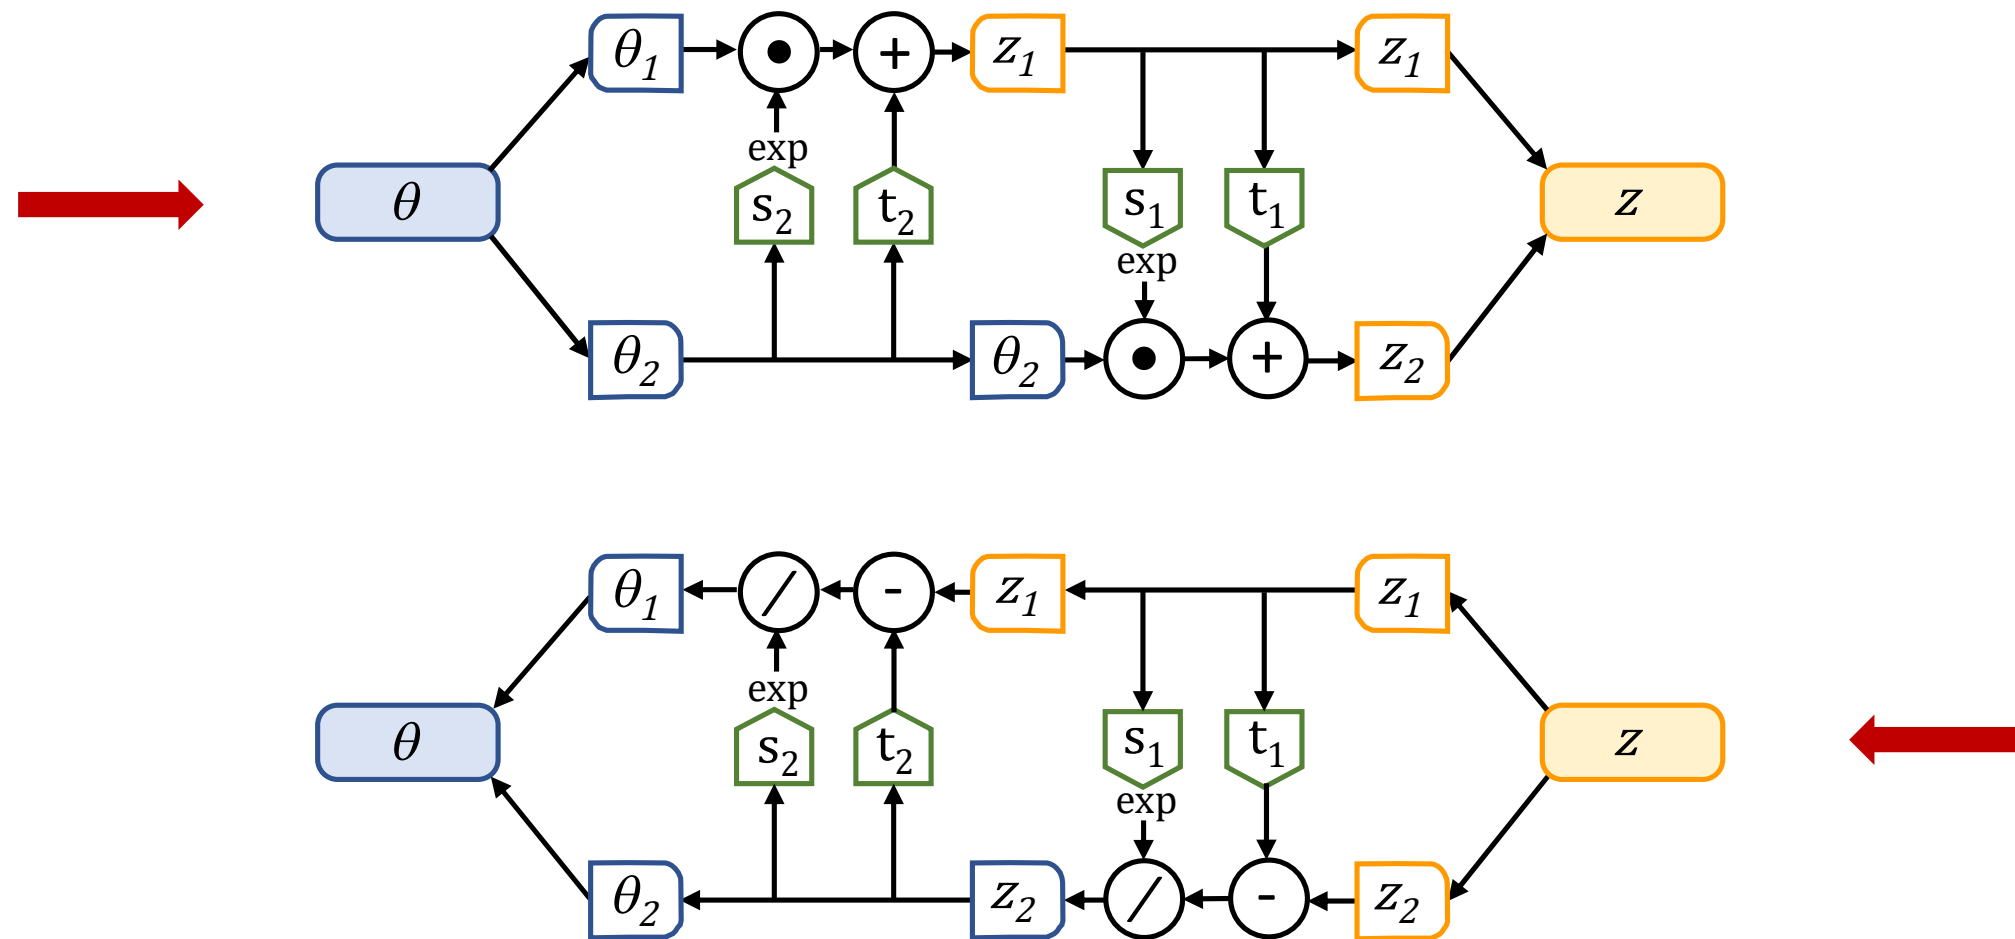 θ1 • + z1 z1
exp
θ s2 t2 s1 t1 z
exp
θ2 θ2 • + z2
θ1 / - z1 z1
exp
θ s2 t2 s1 t1 z
exp
θ2 z2 / - z2